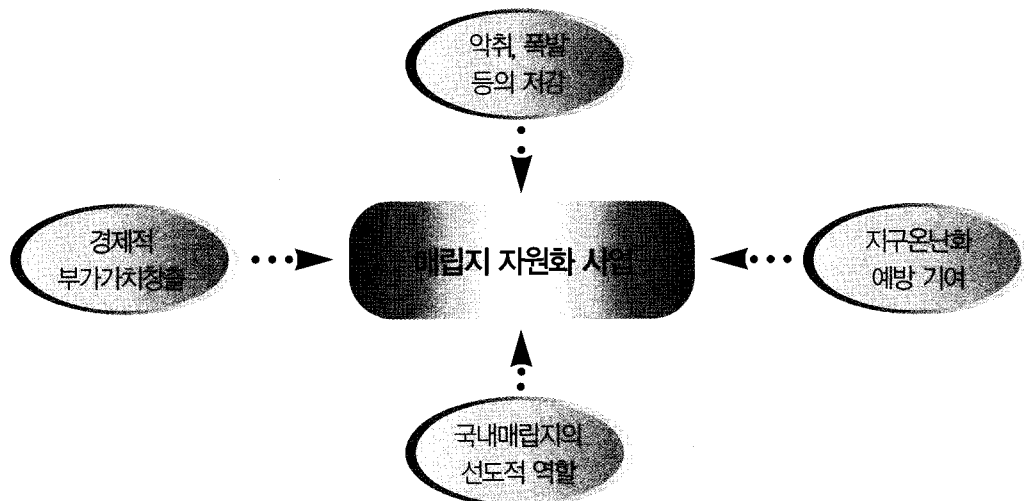 악취, 폭발
등의 저감
경제적
부가가치창출
매립지 자원화 사업
지구온난화
예방 기여
국내매립지의
선도적 역할